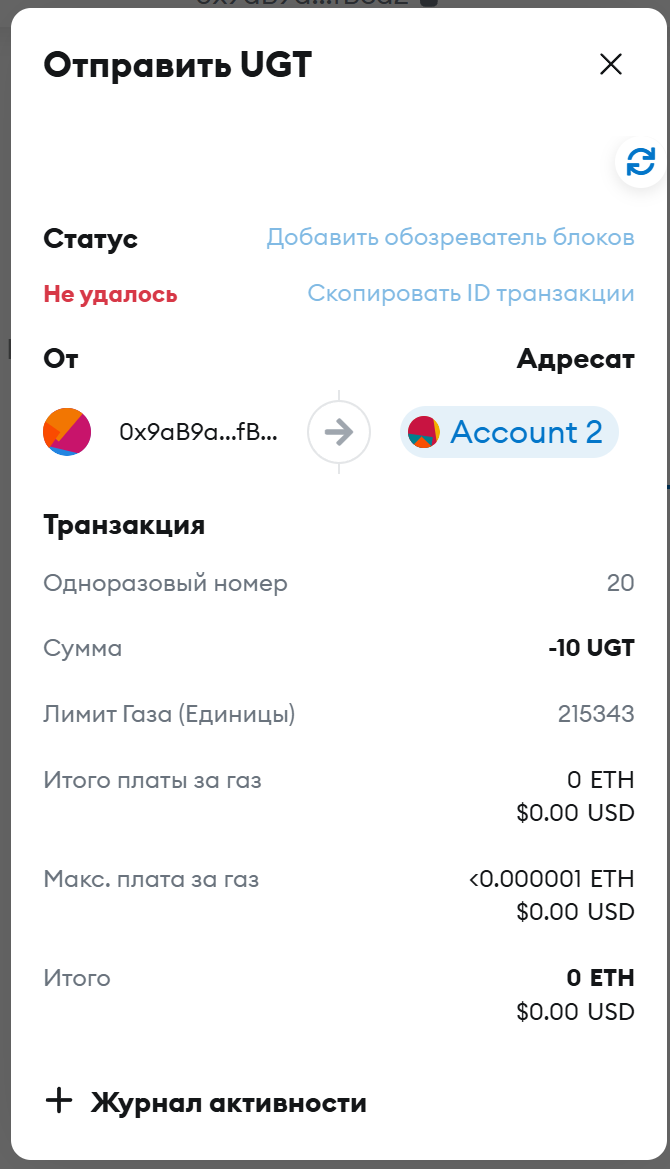 Отправить UGT
Статус
Добавить обозреватель блоков
Не удалось
Скопировать ID транзакции
От
Адресат
0x9aB9a...fB...
Account 2
Транзакция
Одноразовый номер
20
Сумма
-10 UGT
Лимит Газа (Единицы)
215343
Итого платы за газ
0 ETH
$0.00 USD
Макс. плата за газ
<0.000001 ETH
$0.00 USD
Итого
0 ETH
$0.00 USD
Журнал активности